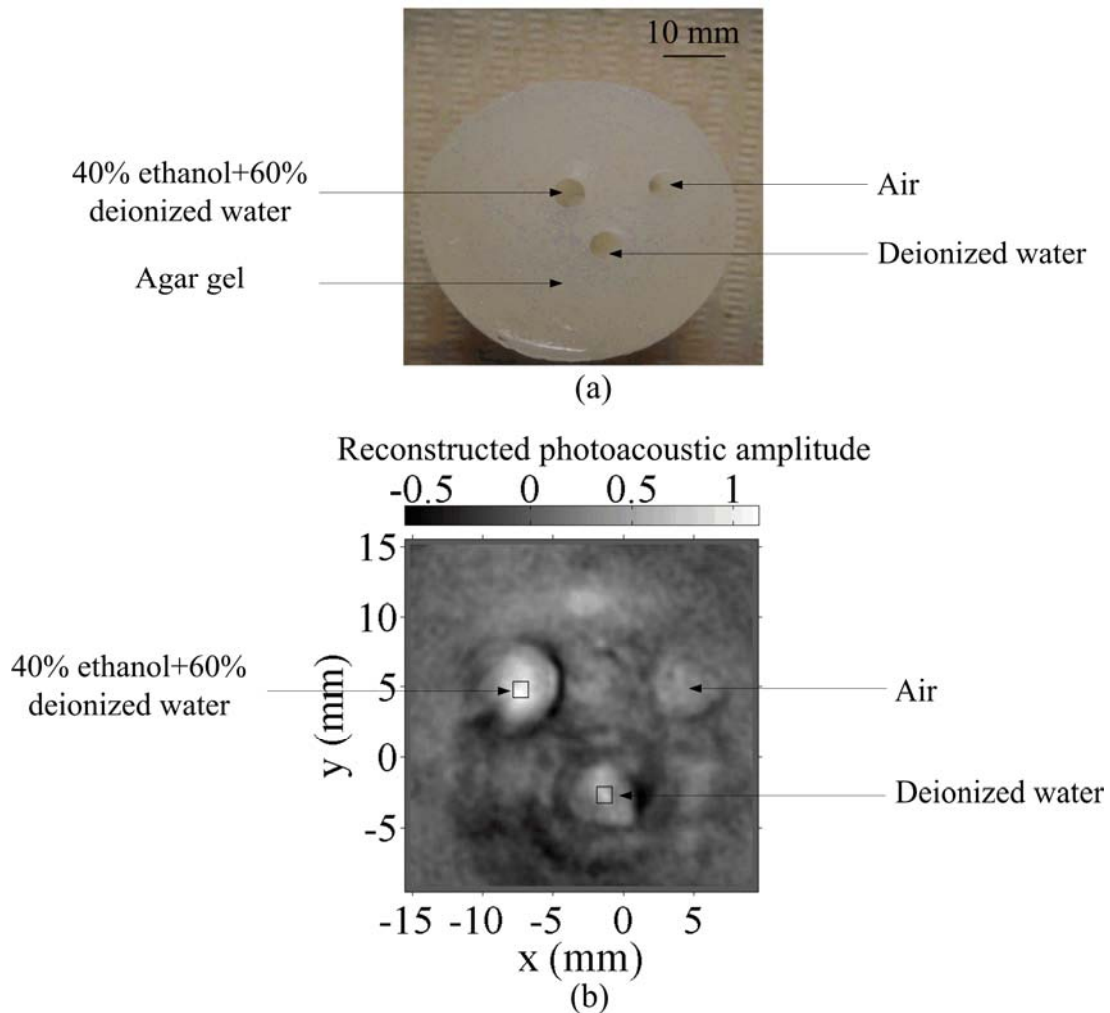 10 mm
40% ethanol+60%
deionized water
Air
Deionized water
Agar gel
(a)
Reconstructed photoacoustic amplitude
-0.5 0 0.5 1
15
10
5
0
-5
y (mm)
40% ethanol+60%
deionized water
Air
Deionized water
-15 -10 -5 0 5
x (mm)
(b)